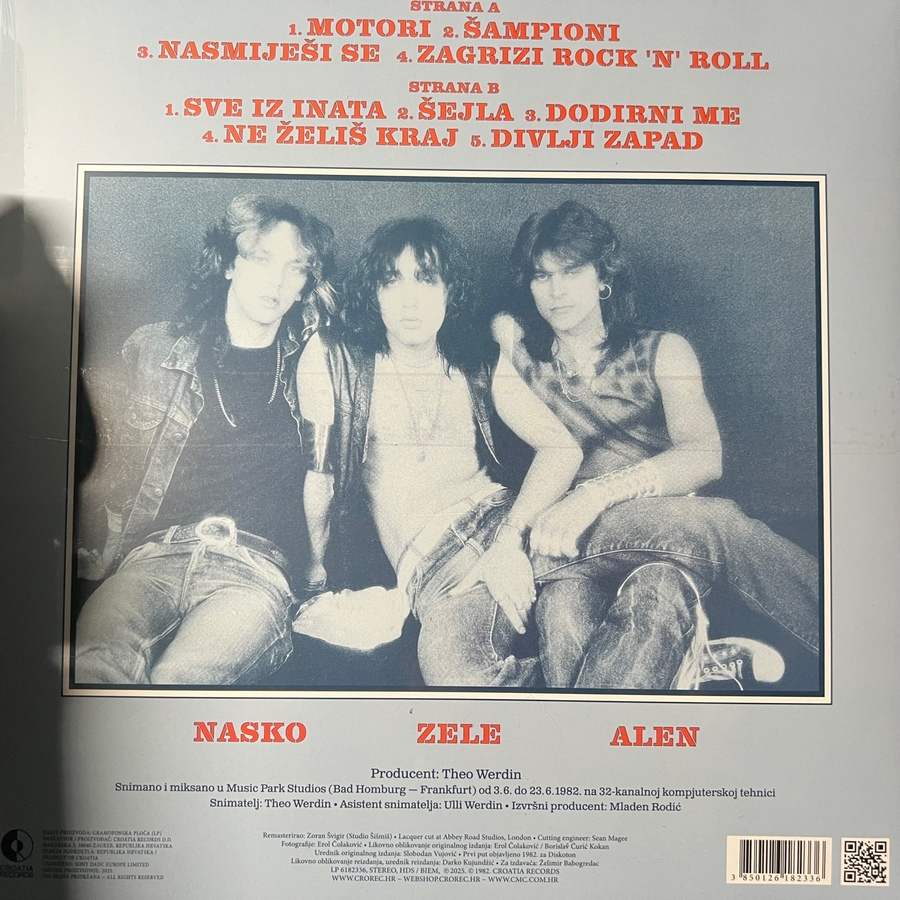 STRANA A
1. MOTORI 2. ŠAMPIONI
3. NASMIJEŠI SE 4. ZAGRIZI ROCK 'N' ROLL
STRANA B
1. SVE IZ INATA 2. ŠEJLA 3. DODIRNI ME
4. NE ŽELIŠ KRAJ 5. DIVLJI ZAPAD
NASKO ZELE ALEN
Producent: Theo Werdin
Snimano i miksano u Music Park Studios (Bad Homburg — Frankfurt) od 3.6. do 23.6.1982. na 32-kanalnoj kompjuterskoj tehnici
Snimatelj: Theo Werdin • Asistent snimatelja: Ulli Werdin • Izvršni producent: Mladen Rodić
CROATIA RECORDS
Remasterirao: Zoran Švigir (Studio Šišmiš) • Lacquer cut at Abbey Road Studios, London • Cutting engineer: Sean Magee
Fotografije: Erol Čolaković • Likovno oblikovanje originalnog izdanja: Erol Čolaković / Borislav Ćurić Kokan
Urednik originalnog izdanja: Slobodan Vujović • Prvi put objavljeno 1982. za Diskoton
Likovno oblikovanje reizdanja, urednik reizdanja: Darko Kujundžić • Za izdavača: Želimir Babogredac
LP 6182336, STEREO, HDS / BIEM, ℗ 2025. © 1982. CROATIA RECORDS
WWW.CROREC.HR – WEBSHOP.CROREC.HR – WWW.CMC.COM.HR
3 850126 182336